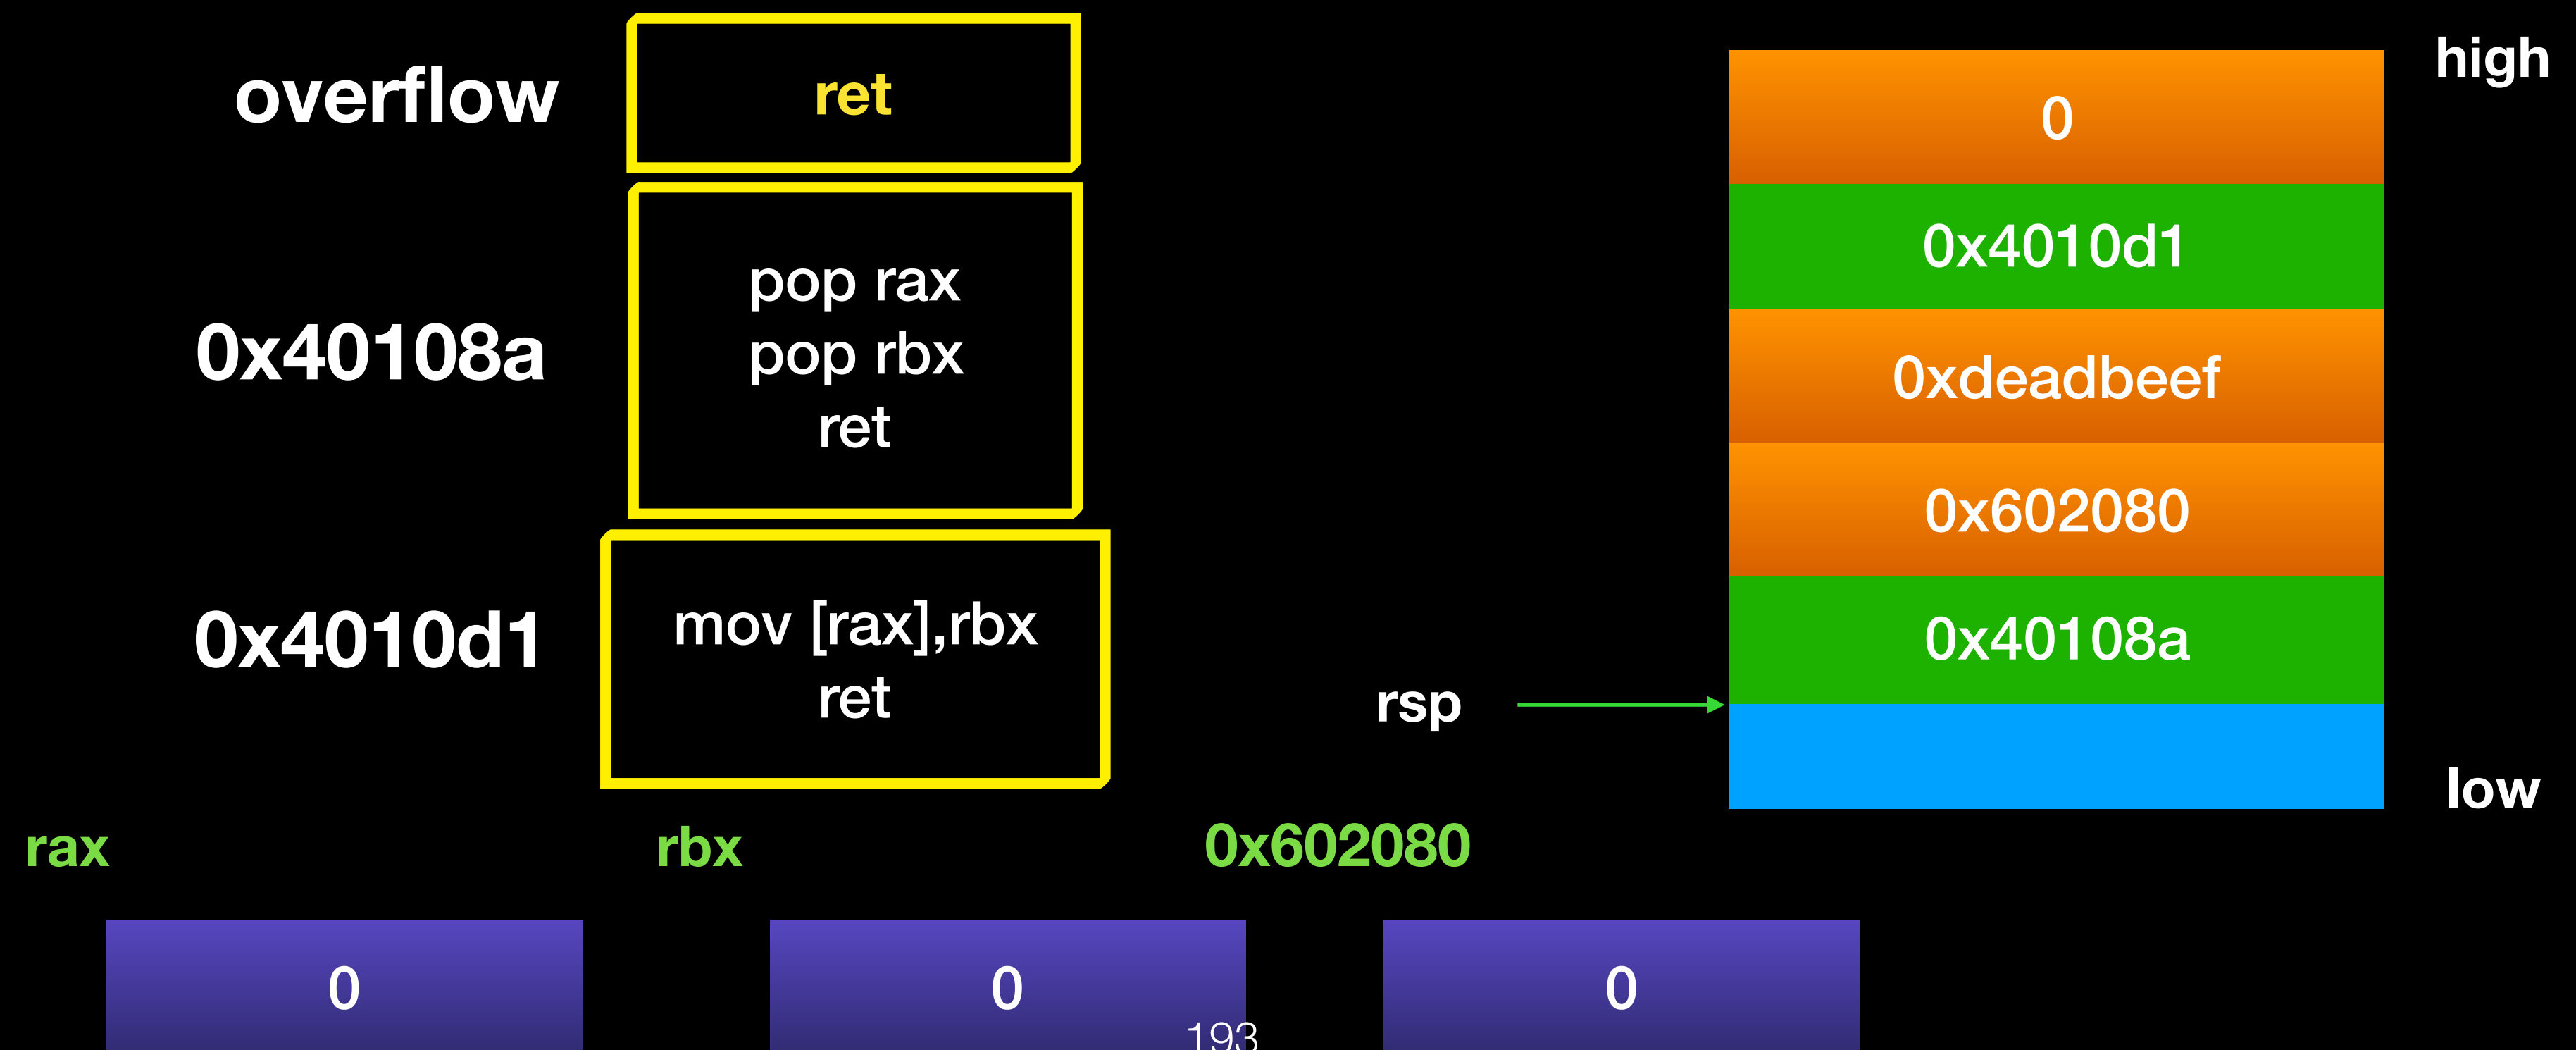 overflow
ret
0x40108a
pop rax
pop rbx
ret
0x4010d1
mov [rax],rbx
ret
high
0
0x4010d1
0xdeadbeef
0x602080
0x40108a
rsp
low
rax
rbx
0x602080
0
0
0
193